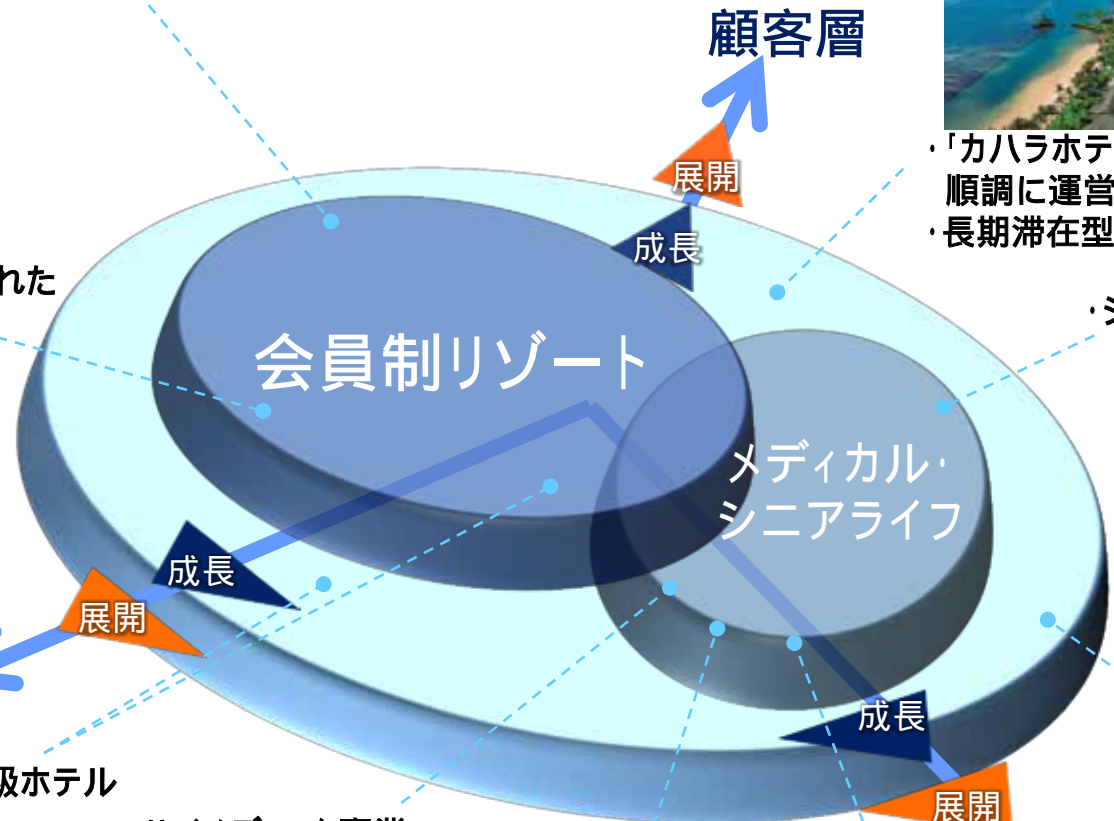 顧客層
展開
・「カハラホテ
順調に運営
・長期滞在型
成長
れた
会員制リゾート
メディカル・
シニアライフ
成長
展開
成長
展開
級ホテル